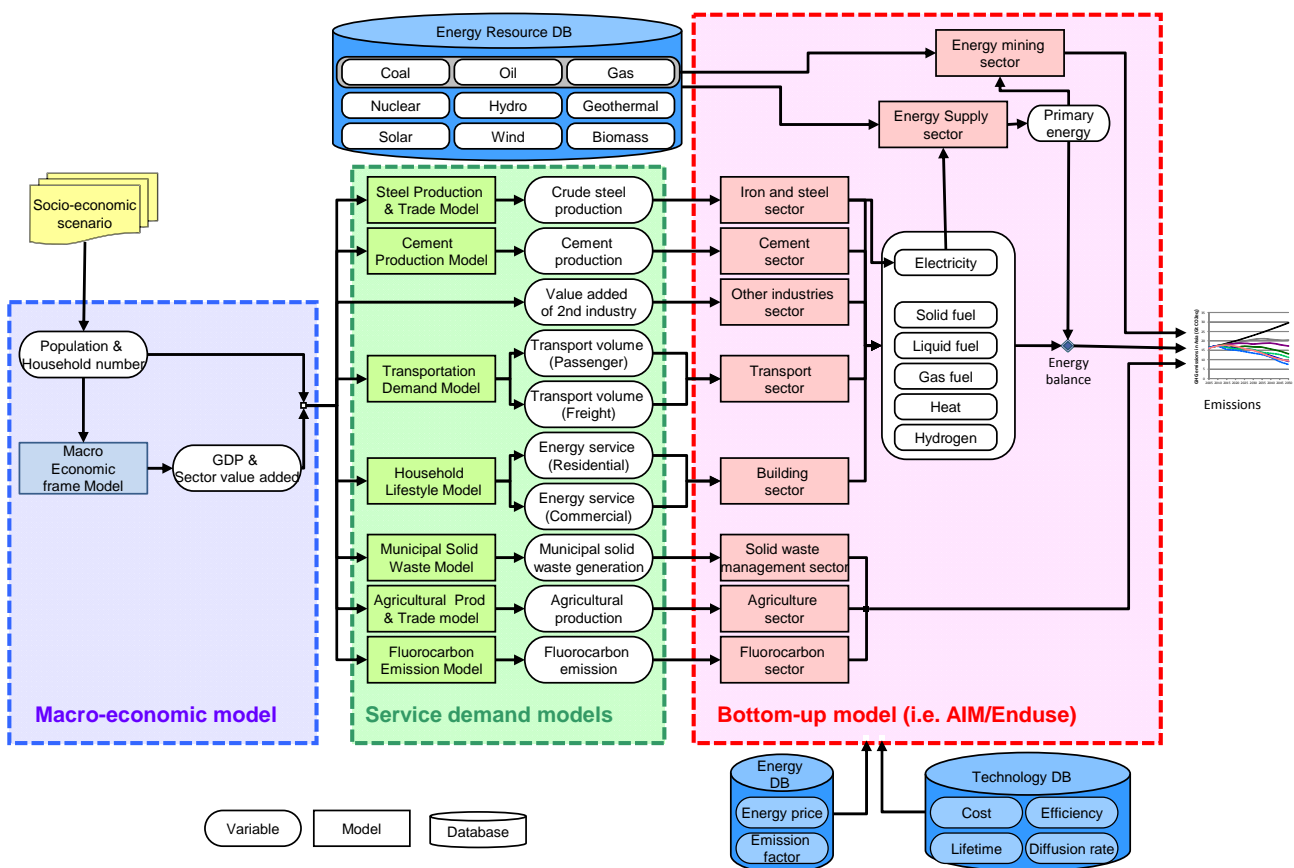 Energy Resource DB
Coal
Oil
Gas
Nuclear
Hydro
Geothermal
Solar
Wind
Biomass
Energy mining
sector
Energy Supply
sector
Primary
energy
Socio-economic
scenario
Steel Production
& Trade Model
Crude steel
production
Iron and steel
sector
Cement
Production Model
Cement
production
Cement
sector
Electricity
Value added
of 2nd industry
Other industries
sector
Solid fuel
Liquid fuel
Gas fuel
Heat
Hydrogen
Population &
Household number
Transport volume
(Passenger)
Transportation
Demand Model
Transport
sector
Transport volume
(Freight)
Energy
balance
GHG emissions in Asia (GtCO2eq)
Emissions
Macro
Economic
frame Model
GDP &
Sector value added
Energy service
(Residential)
Household
Lifestyle Model
Building
sector
Energy service
(Commercial)
Municipal Solid
Waste Model
Municipal solid
waste generation
Solid waste
management sector
Agricultural Prod
& Trade model
Agricultural
production
Agriculture
sector
Fluorocarbon
Emission Model
Fluorocarbon
emission
Fluorocarbon
sector
Macro-economic model
Service demand models
Bottom-up model (i.e. AIM/Enduse)
Energy
DB
Energy price
Emission
factor
Technology DB
Cost
Efficiency
Lifetime
Diffusion rate
Variable
Model
Database